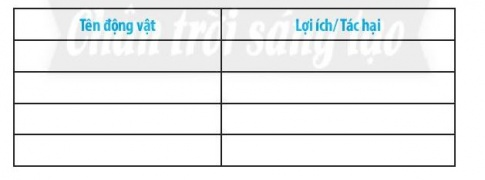 Tên động vật
Lợi ích/ Tác hại
Chân trời sáng tạo